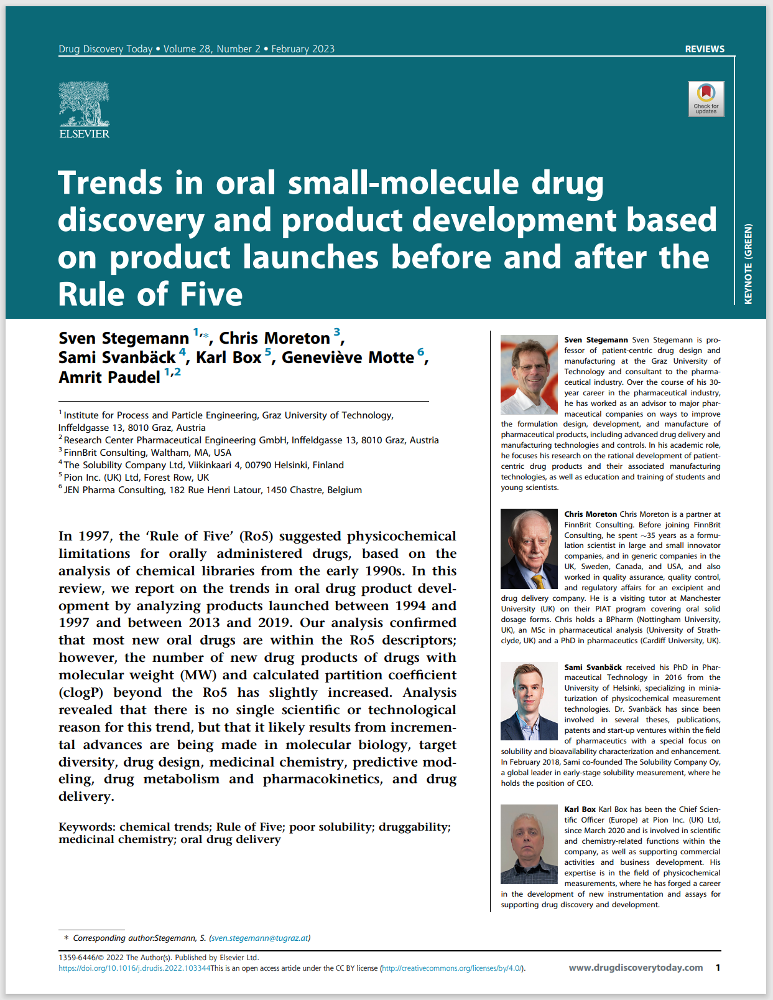 Drug Discovery Today • Volume 28, Number 2 • February 2023
REVIEWS
ELSEVIER
Check for
updates
Trends in oral small-molecule drug
discovery and product development based
on product launches before and after the
Rule of Five
KEYNOTE (GREEN)
Sven Stegemann 1,*, Chris Moreton 3,
Sami Svanbäck 4, Karl Box 5, Geneviève Motte 6,
Amrit Paudel 1,2
1 Institute for Process and Particle Engineering, Graz University of Technology,
Inffeldgasse 13, 8010 Graz, Austria
2 Research Center Pharmaceutical Engineering GmbH, Inffeldgasse 13, 8010 Graz, Austria
3 FinnBrit Consulting, Waltham, MA, USA
4 The Solubility Company Ltd, Viikinkaari 4, 00790 Helsinki, Finland
5 Pion Inc. (UK) Ltd, Forest Row, UK
6 JEN Pharma Consulting, 182 Rue Henri Latour, 1450 Chastre, Belgium
In 1997, the ‘Rule of Five’ (Ro5) suggested physicochemical
limitations for orally administered drugs, based on the
analysis of chemical libraries from the early 1990s. In this
review, we report on the trends in oral drug product devel-
opment by analyzing products launched between 1994 and
1997 and between 2013 and 2019. Our analysis confirmed
that most new oral drugs are within the Ro5 descriptors;
however, the number of new drug products of drugs with
molecular weight (MW) and calculated partition coefficient
(clogP) beyond the Ro5 has slightly increased. Analysis
revealed that there is no single scientific or technological
reason for this trend, but that it likely results from incremen-
tal advances are being made in molecular biology, target
diversity, drug design, medicinal chemistry, predictive mod-
eling, drug metabolism and pharmacokinetics, and drug
delivery.
Keywords: chemical trends; Rule of Five; poor solubility; druggability;
medicinal chemistry; oral drug delivery
Sven Stegemann Sven Stegemann is pro-
fessor of patient-centric drug design and
manufacturing at the Graz University of
Technology and consultant to the pharma-
ceutical industry. Over the course of his 30-
year career in the pharmaceutical industry,
he has worked as an advisor to major phar-
maceutical companies on ways to improve
the formulation design, development, and manufacture of
pharmaceutical products, including advanced drug delivery and
manufacturing technologies and controls. In his academic role,
he focuses his research on the rational development of patient-
centric drug products and their associated manufacturing
technologies, as well as education and training of students and
young scientists.
Chris Moreton Chris Moreton is a partner at
FinnBrit Consulting. Before joining FinnBrit
Consulting, he spent ~35 years as a formu-
lation scientist in large and small innovator
companies, and in generic companies in the
UK, Sweden, Canada, and USA, and also
worked in quality assurance, quality control,
and regulatory affairs for an excipient and
drug delivery company. He is a visiting tutor at Manchester
University (UK) on their PIAT program covering oral solid
dosage forms. Chris holds a BPharm (Nottingham University,
UK), an MSc in pharmaceutical analysis (University of Strath-
clyde, UK) and a PhD in pharmaceutics (Cardiff University, UK).
Sami Svanbäck received his PhD in Phar-
maceutical Technology in 2016 from the
University of Helsinki, specializing in minia-
turization of physicochemical measurement
technologies. Dr. Svanbäck has since been
involved in several theses, publications,
patents and start-up ventures within the field
of pharmaceutics with a special focus on
solubility and bioavailability characterization and enhancement.
In February 2018, Sami co-founded The Solubility Company Oy,
a global leader in early-stage solubility measurement, where he
holds the position of CEO.
Karl Box Karl Box has been the Chief Scien-
tific Officer (Europe) at Pion Inc. (UK) Ltd,
since March 2020 and is involved in scientific
and chemistry-related functions within the
company, as well as supporting commercial
activities and business development. His
expertise is in the field of physicochemical
measurements, where he has forged a career
in the development of new instrumentation and assays for
supporting drug discovery and development.
* Corresponding author:Stegemann, S. (sven.stegemann@tugraz.at)
1359-6446/© 2022 The Author(s). Published by Elsevier Ltd.
https://doi.org/10.1016/j.drudis.2022.103344This is an open access article under the CC BY license (http://creativecommons.org/licenses/by/4.0/).
www.drugdiscoverytoday.com 1